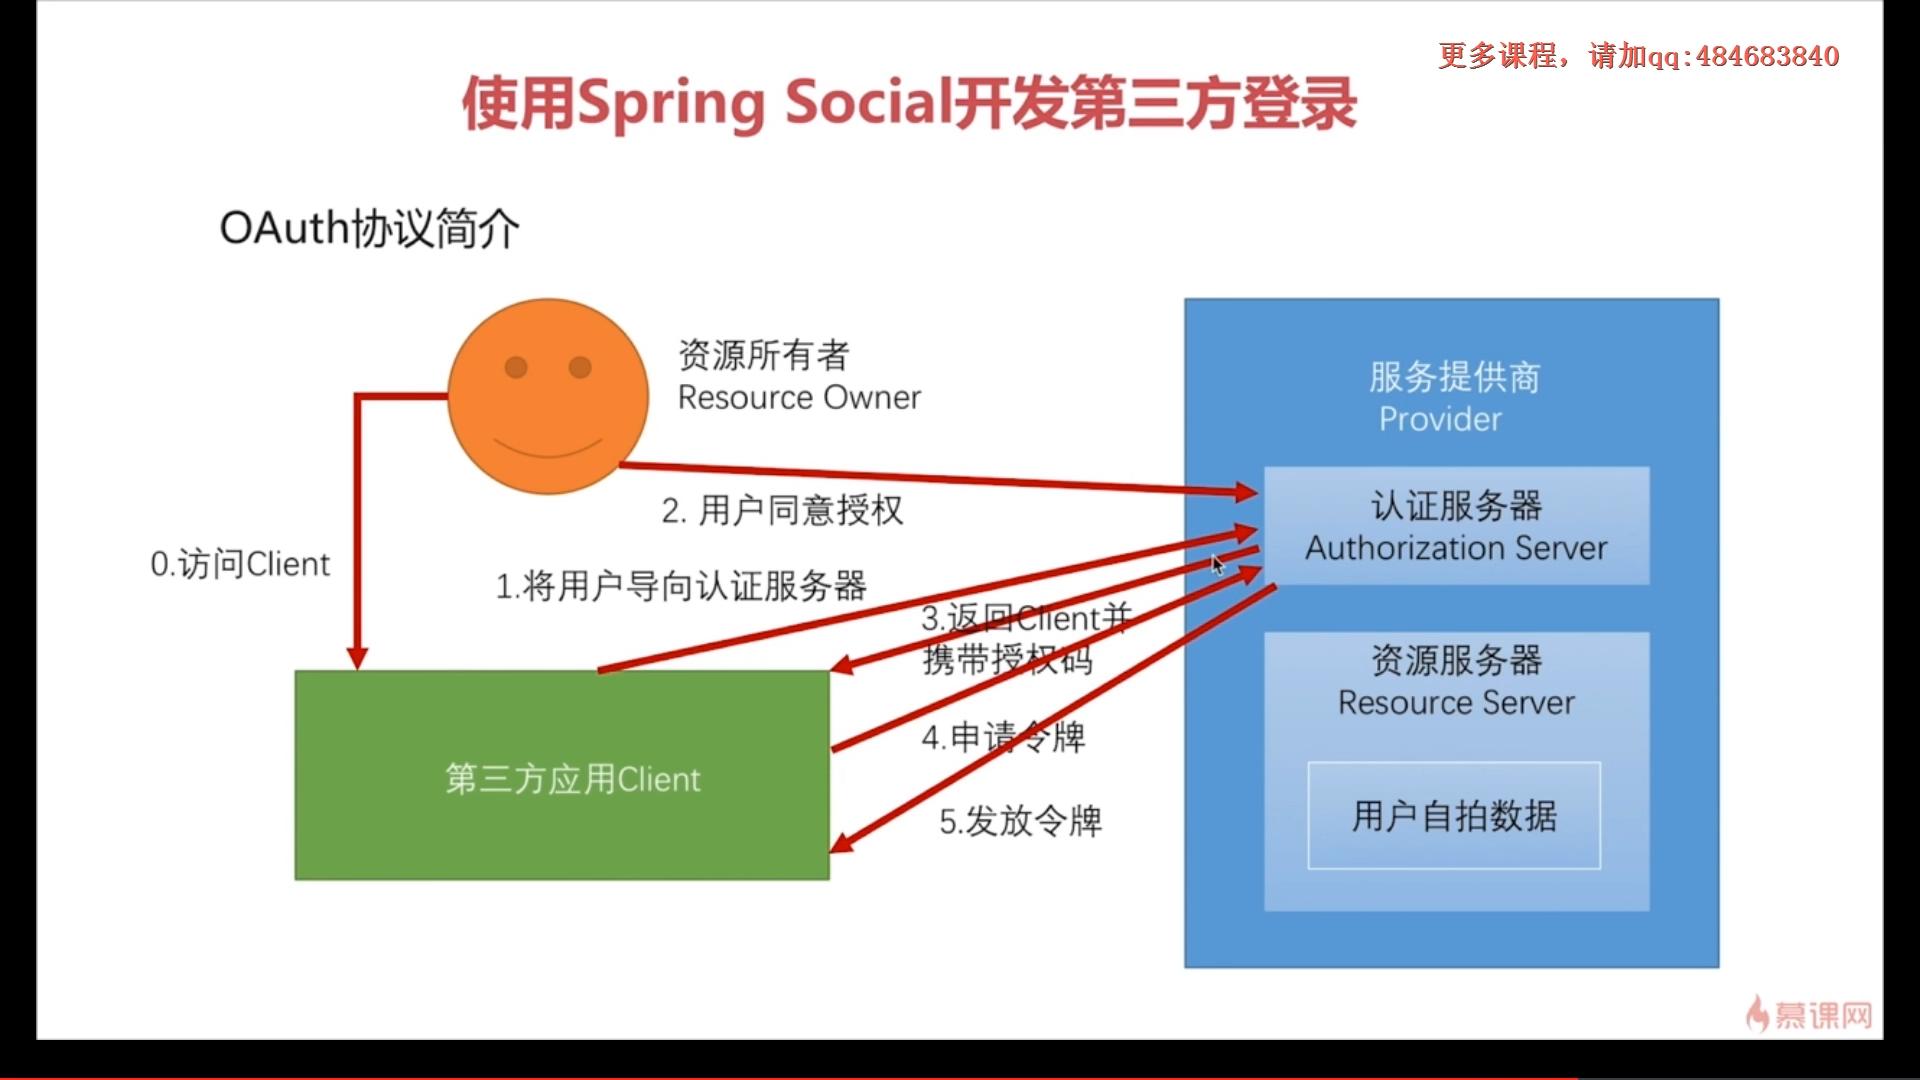 更多课程，请加qq:484683840
使用Spring Social开发第三方登录
OAuth协议简介
资源所有者
Resource Owner
服务提供商
Provider
2. 用户同意授权
认证服务器
Authorization Server
0.访问Client
1.将用户导向认证服务器
3.返回Client并
携带授权码
资源服务器
Resource Server
4.申请令牌
第三方应用Client
5.发放令牌
用户自拍数据
慕课网